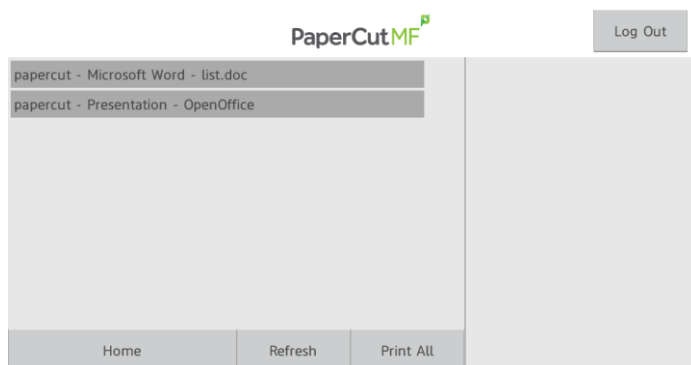 PaperCutMF
Log Out
papercut - Microsoft Word - list.doc
papercut - Presentation - OpenOffice
Home
Refresh
Print All